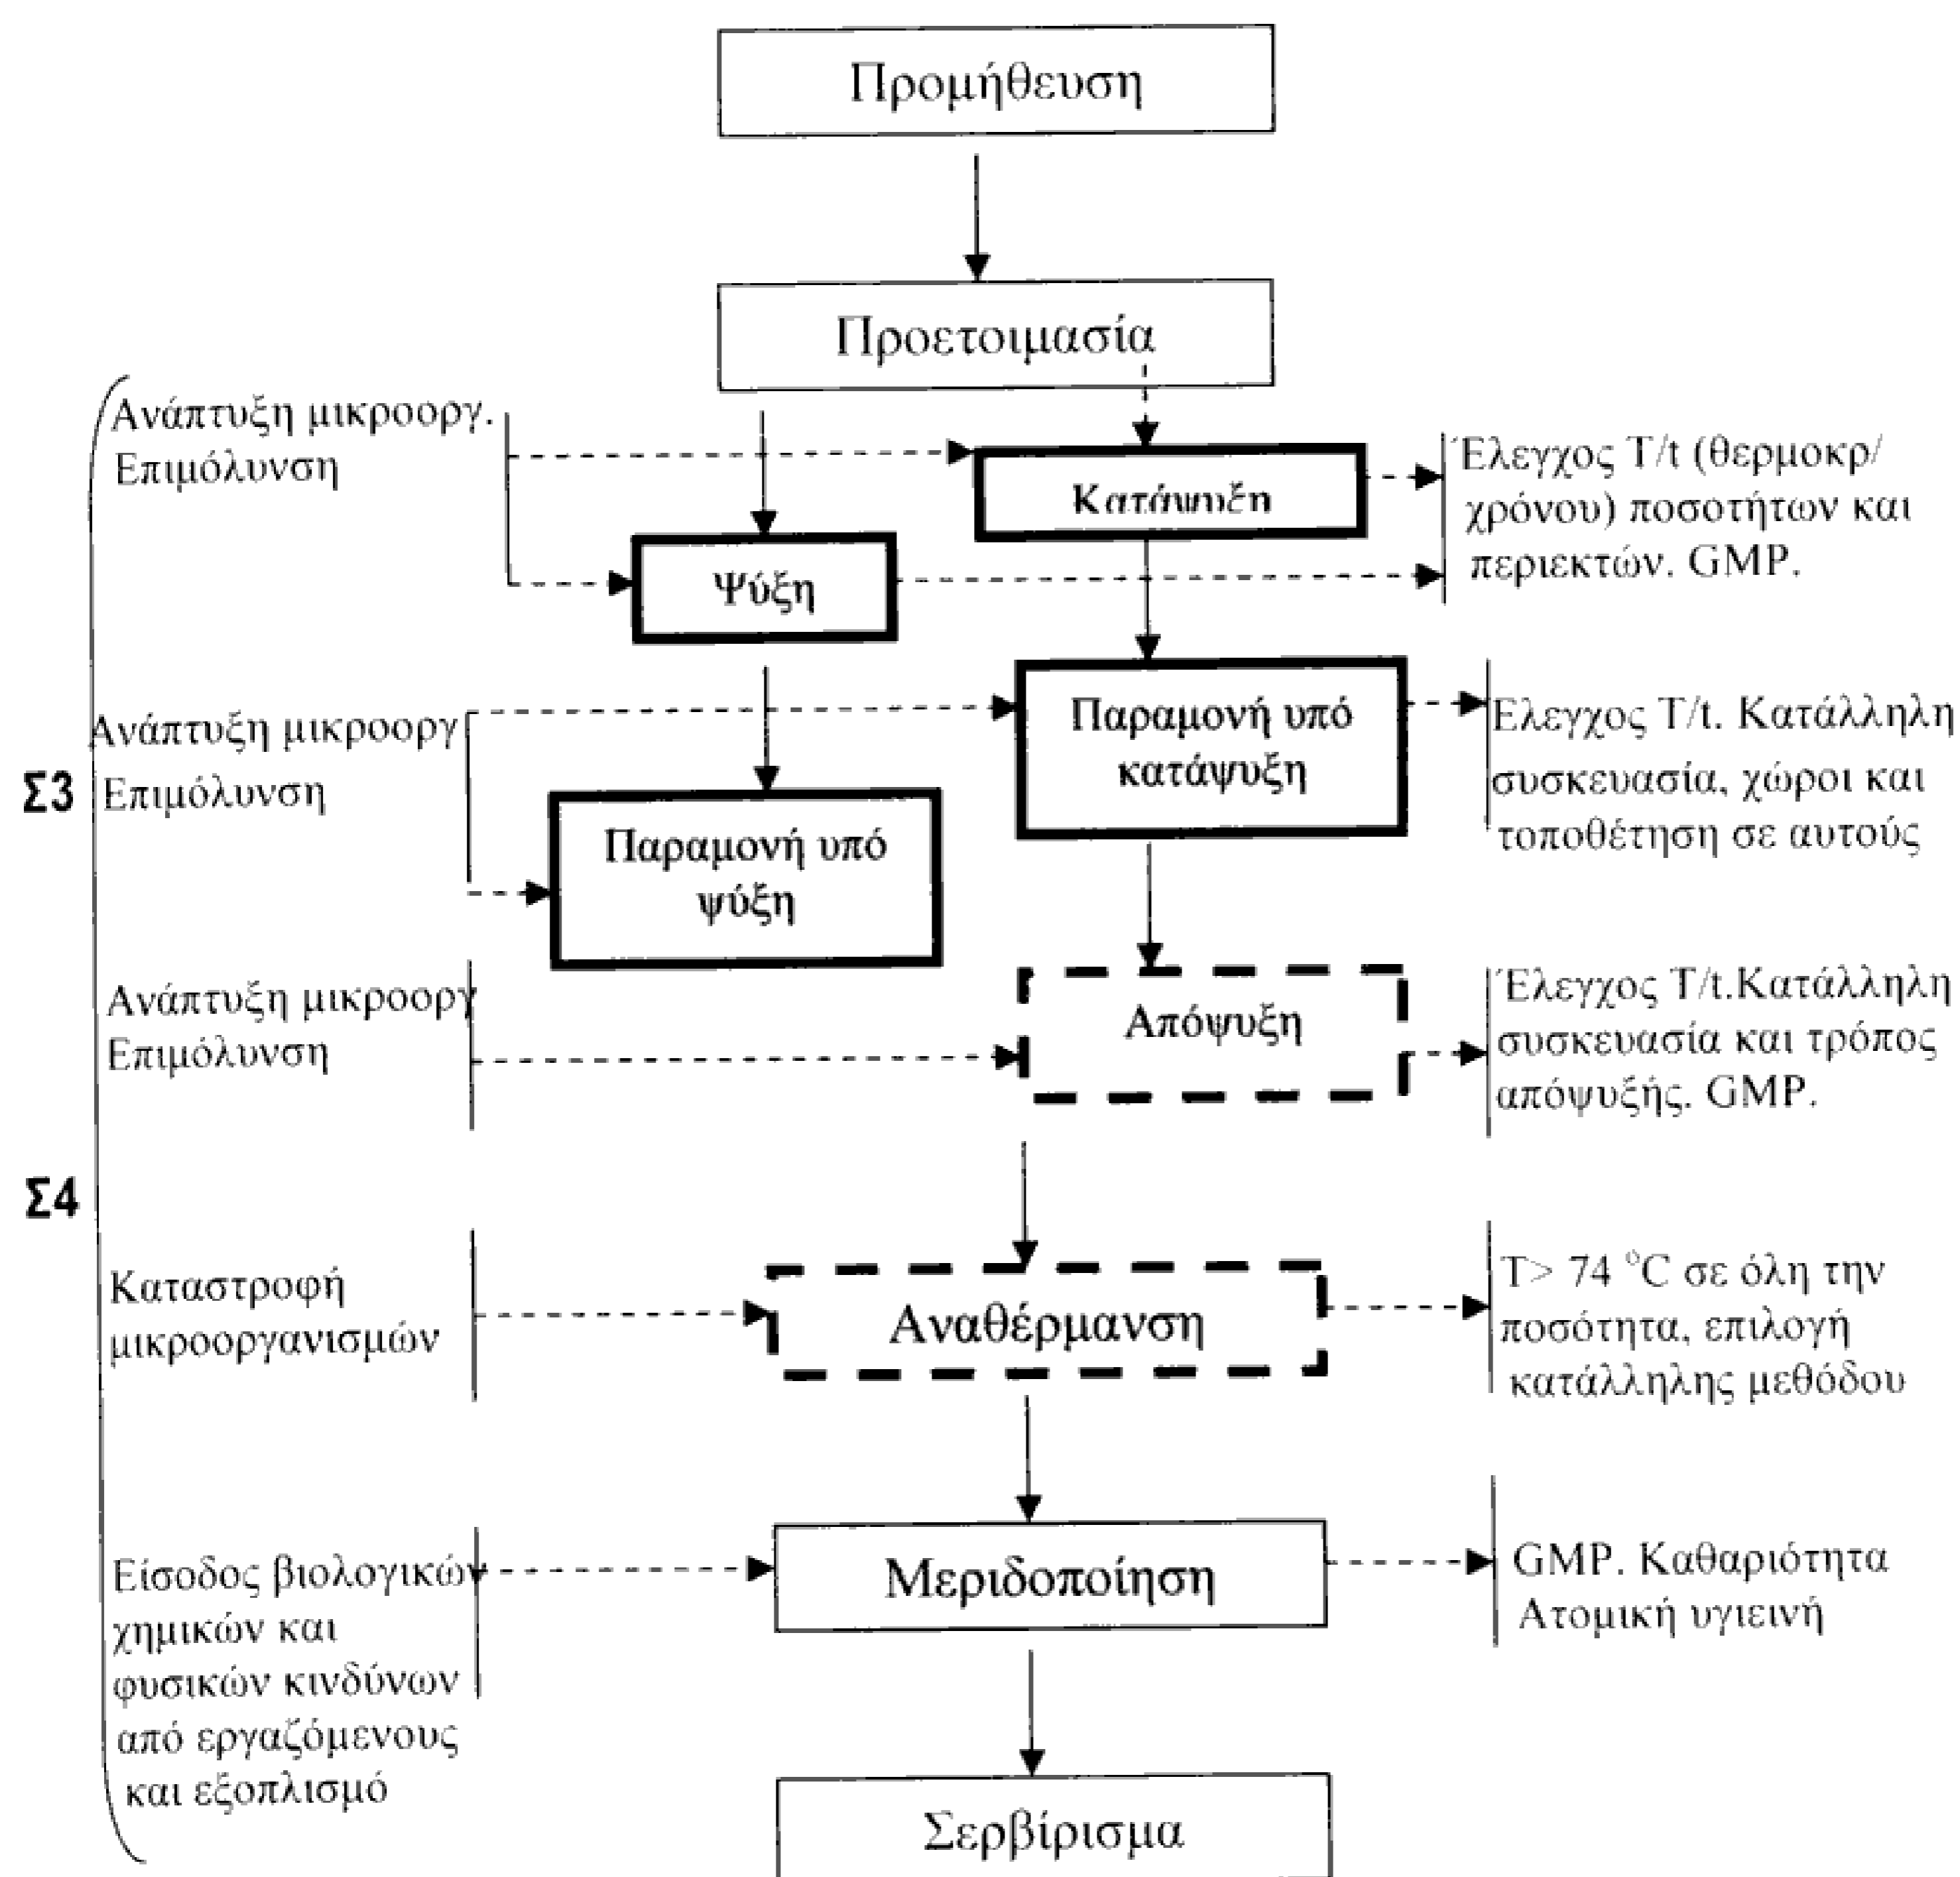 Προμήθευση
Προετοιμασία
Ανάπτυξη μικροοργ.
Επιμόλυνση
Κατάψυξη
Έλεγχος T/t (θερμοκρ/
χρόνου) ποσοτήτων και
περιεκτών. GMP.
Ψύξη
Ανάπτυξη μικροοργ
Επιμόλυνση
Παραμονή υπό
κατάψυξη
Έλεγχος T/t. Κατάλληλη
συσκευασία, χώροι και
τοποθέτηση σε αυτούς
Σ3
Παραμονή υπό
ψύξη
Ανάπτυξη μικροοργ
Επιμόλυνση
Απόψυξη
Έλεγχος T/t.Κατάλληλη
συσκευασία και τρόπος
απόψυξής. GMP.
Σ4
Καταστροφή
μικροοργανισμών
Αναθέρμανση
T> 74 °C σε όλη την
ποσότητα, επιλογή
κατάλληλης μεθόδου
Είσοδος βιολογικών
χημικών και
φυσικών κινδύνων
από εργαζόμενους
και εξοπλισμό
Μεριδοποίηση
GMP. Καθαριότητα
Ατομική υγιεινή
Σερβίρισμα